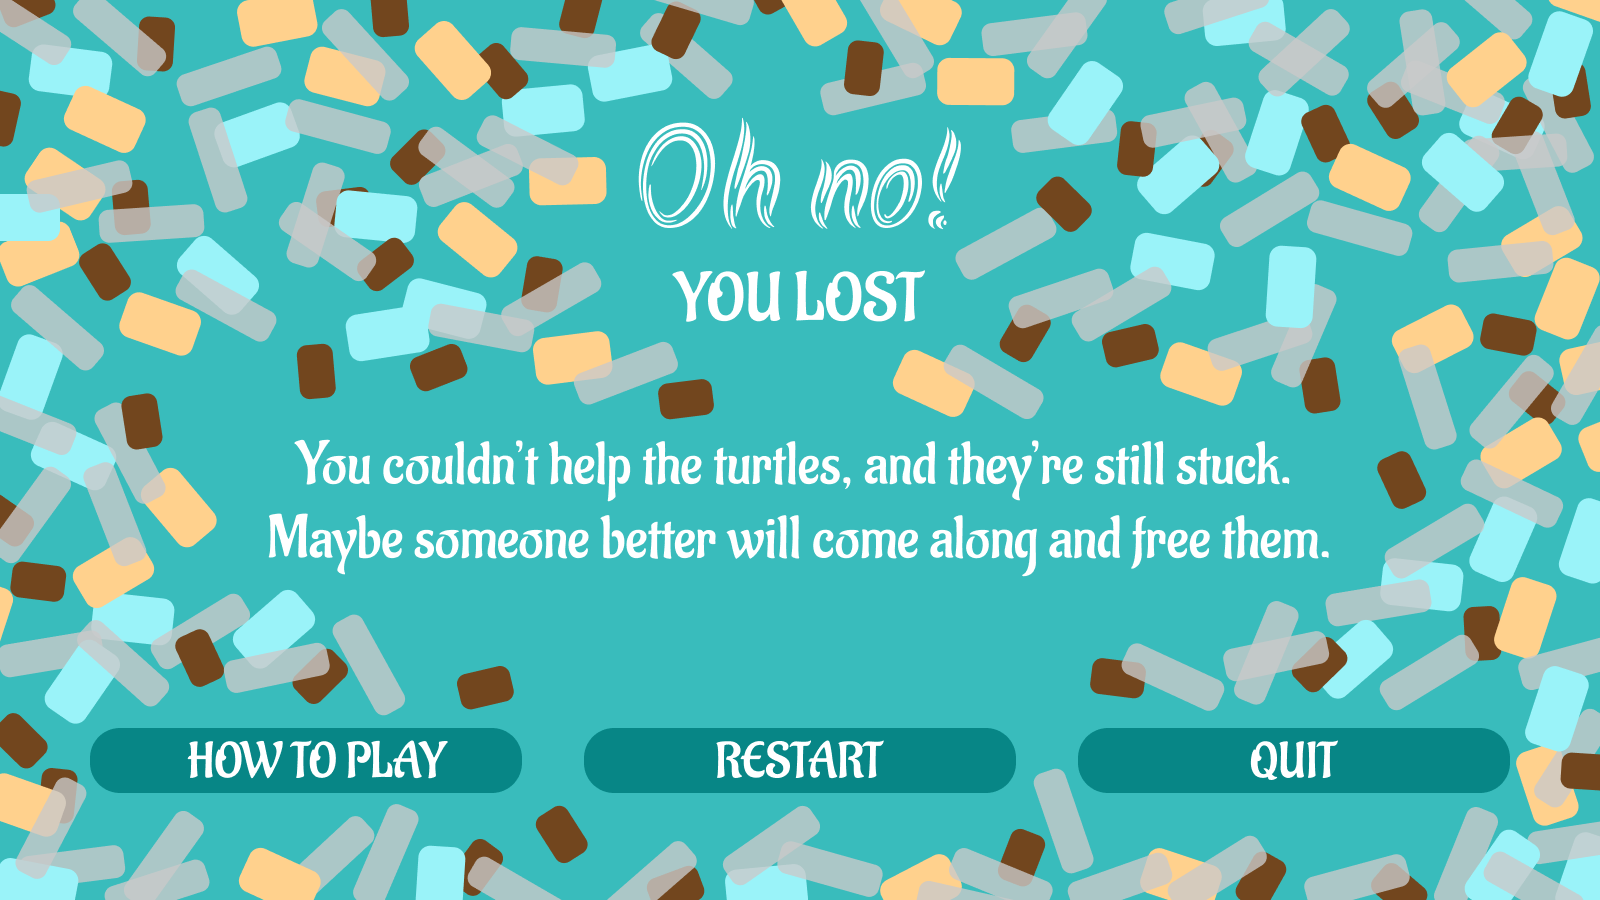 Oh no!
YOU LOST
You couldn't help the turtles, and they're still stuck.
Maybe someone better will come along and free them.
HOW TO PLAY
RESTART
QUIT